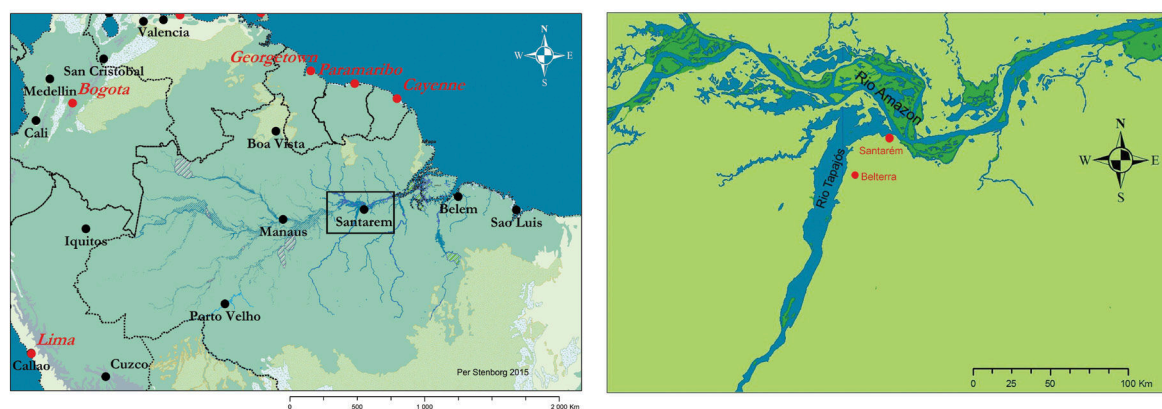 Valencia
San Cristobal
Medellin
Bogota
Cali
Georgetown
Paramaribo
Cayenne
Boa Vista
N
W E
S
Iquitos
Manaus
Santarem
Belem
Sao Luis
Porto Velho
Lima
Callao
Cuzco
Per Stenborg 2015
0 500 1 000 2 000 Km
Rio Amazon
Santarém
Rio Tapajós
Belterra
N
W E
S
0 25 50 100 Km